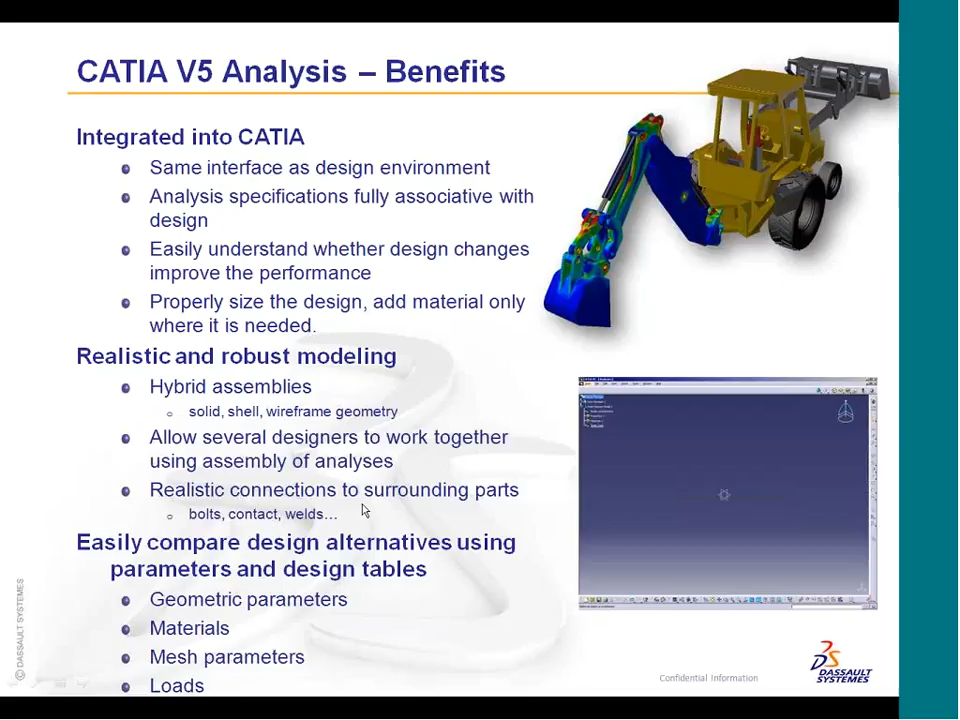 CATIA V5 Analysis – Benefits
Integrated into CATIA
Same interface as design environment
Analysis specifications fully associative with
design
Easily understand whether design changes
improve the performance
Properly size the design, add material only
where it is needed.
Realistic and robust modeling
Hybrid assemblies
solid, shell, wireframe geometry
Allow several designers to work together
using assembly of analyses
Realistic connections to surrounding parts
bolts, contact, welds…
Easily compare design alternatives using
parameters and design tables
Geometric parameters
Materials
Mesh parameters
Loads
© DASSAULT SYSTEMES
Confidential Information
DASSAULT
SYSTEMES